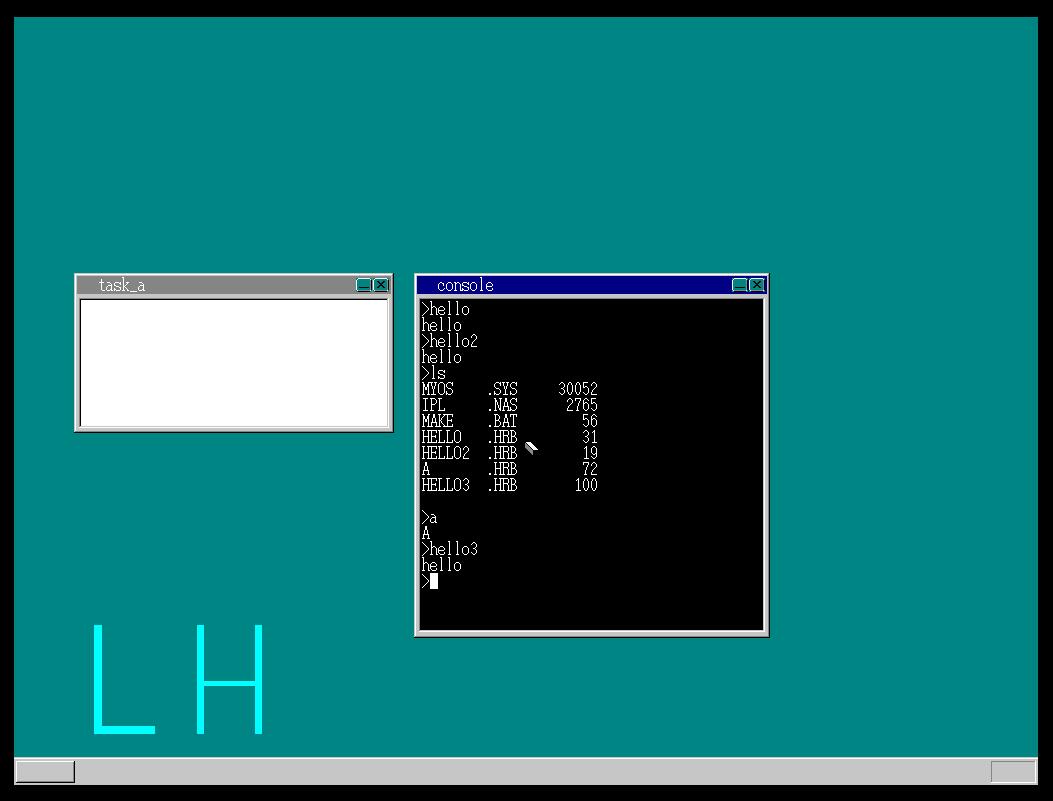 task_a
console
>hello
hello
>hello2
hello
>ls
MYOS    .SYS     30052
IPL     .NAS      2765
MAKE    .BAT        56
HELLO   .HRB        31
HELLO2  .HRB        19
A       .HRB        72
HELLO3  .HRB       100
>a
A
>hello3
hello
>
L H